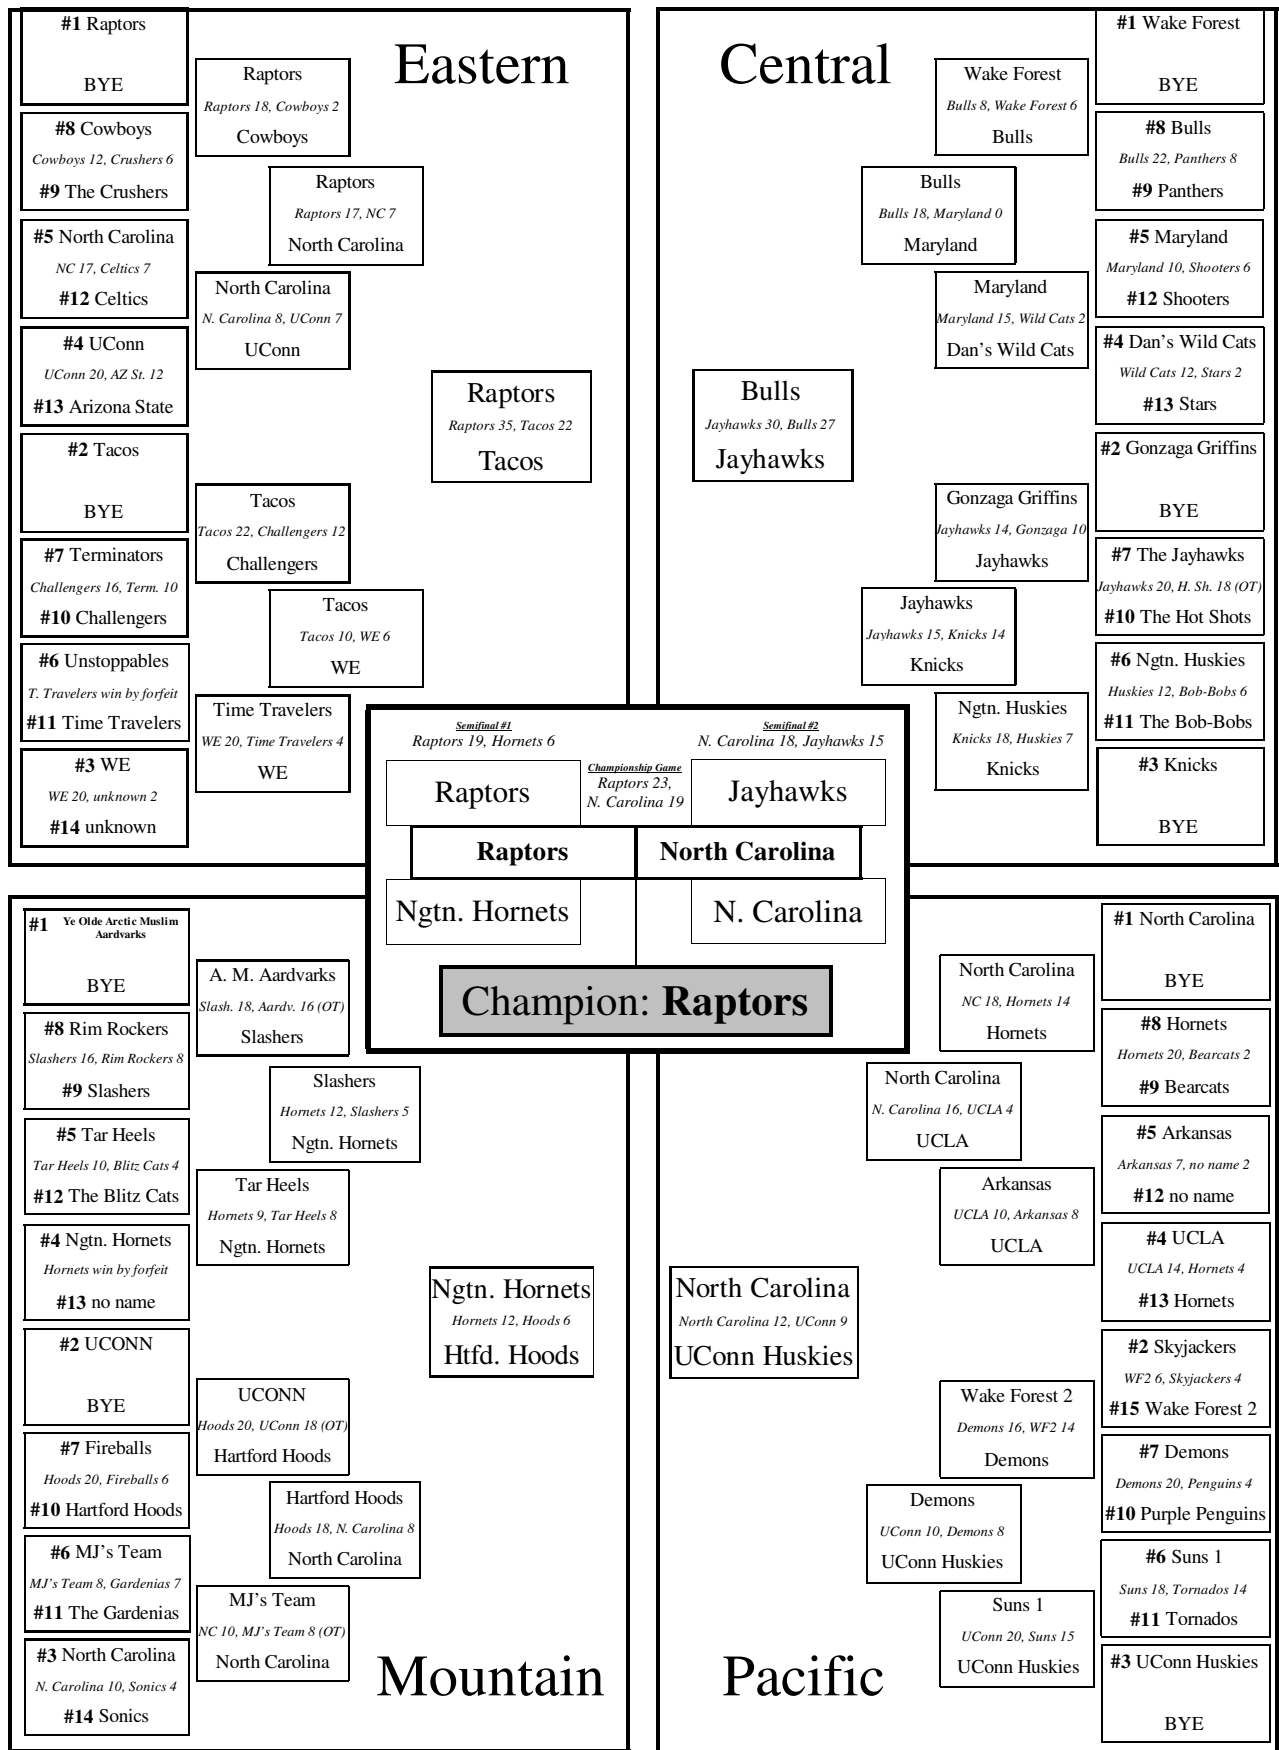 Eastern
#1 Raptors
BYE
#8 Cowboys
Cowboys 12, Crushers 6
#9 The Crushers
#5 North Carolina
NC 17, Celtics 7
#12 Celtics
#4 UConn
UConn 20, AZ St. 12
#13 Arizona State
#2 Tacos
BYE
#7 Terminators
Challengers 16, Term. 10
#10 Challengers
#6 Unstoppables
T. Travelers win by forfeit
#11 Time Travelers
#3 WE
WE 20, unknown 2
#14 unknown
Raptors
Raptors 18, Cowboys 2
Cowboys
North Carolina
N. Carolina 8, UConn 7
UConn
Tacos
Tacos 22, Challengers 12
Challengers
Time Travelers
WE 20, Time Travelers 4
WE
Raptors
Raptors 17, NC 7
North Carolina
Tacos
Tacos 10, WE 6
WE
Raptors
Raptors 35, Tacos 22
Tacos
Central
#1 Wake Forest
BYE
#8 Bulls
Bulls 22, Panthers 8
#9 Panthers
#5 Maryland
Maryland 10, Shooters 6
#12 Shooters
#4 Dan's Wild Cats
Wild Cats 12, Stars 2
#13 Stars
#2 Gonzaga Griffins
BYE
#7 The Jayhawks
Jayhawks 20, H. Sh. 18 (OT)
#10 The Hot Shots
#6 Ngtn. Huskies
Huskies 12, Bob-Bobs 6
#11 The Bob-Bobs
#3 Knicks
BYE
Wake Forest
Bulls 8, Wake Forest 6
Bulls
Maryland
Maryland 15, Wild Cats 2
Dan's Wild Cats
Gonzaga Griffins
Jayhawks 14, Gonzaga 10
Jayhawks
Ngtn. Huskies
Knicks 18, Huskies 7
Knicks
Bulls
Bulls 18, Maryland 0
Maryland
Jayhawks
Jayhawks 15, Knicks 14
Knicks
Bulls
Jayhawks 30, Bulls 27
Jayhawks
Semifinal #1
Raptors 19, Hornets 6
Semifinal #2
N. Carolina 18, Jayhawks 15
Championship Game
Raptors 23,
N. Carolina 19
Raptors
Jayhawks
Raptors
North Carolina
Ngtn. Hornets
N. Carolina
Champion: Raptors
#1 Ye Olde Arctic Muslim
Aardvarks
BYE
#8 Rim Rockers
Slashers 16, Rim Rockers 8
#9 Slashers
#5 Tar Heels
Tar Heels 10, Blitz Cats 4
#12 The Blitz Cats
#4 Ngtn. Hornets
Hornets win by forfeit
#13 no name
#2 UCONN
BYE
#7 Fireballs
Hoods 20, Fireballs 6
#10 Hartford Hoods
#6 MJ's Team
MJ's Team 8, Gardenias 7
#11 The Gardenias
#3 North Carolina
N. Carolina 10, Sonics 4
#14 Sonics
A. M. Aardvarks
Slash. 18, Aardv. 16 (OT)
Slashers
Tar Heels
Hornets 9, Tar Heels 8
Ngtn. Hornets
UCONN
Hoods 20, UConn 18 (OT)
Hartford Hoods
MJ's Team
NC 10, MJ's Team 8 (OT)
North Carolina
Slashers
Hornets 12, Slashers 5
Ngtn. Hornets
Hartford Hoods
Hoods 18, N. Carolina 8
North Carolina
Ngtn. Hornets
Hornets 12, Hoods 6
Htfd. Hoods
Mountain
#1 North Carolina
BYE
#8 Hornets
Hornets 20, Bearcats 2
#9 Bearcats
#5 Arkansas
Arkansas 7, no name 2
#12 no name
#4 UCLA
UCLA 14, Hornets 4
#13 Hornets
#2 Skyjackers
WF2 6, Skyjackers 4
#15 Wake Forest 2
#7 Demons
Demons 20, Penguins 4
#10 Purple Penguins
#6 Suns 1
Suns 18, Tornados 14
#11 Tornados
#3 UConn Huskies
BYE
North Carolina
NC 18, Hornets 14
Hornets
Arkansas
UCLA 10, Arkansas 8
UCLA
Wake Forest 2
Demons 16, WF2 14
Demons
Suns 1
UConn 20, Suns 15
UConn Huskies
North Carolina
N. Carolina 16, UCLA 4
UCLA
Demons
UConn 10, Demons 8
UConn Huskies
North Carolina
North Carolina 12, UConn 9
UConn Huskies
Pacific